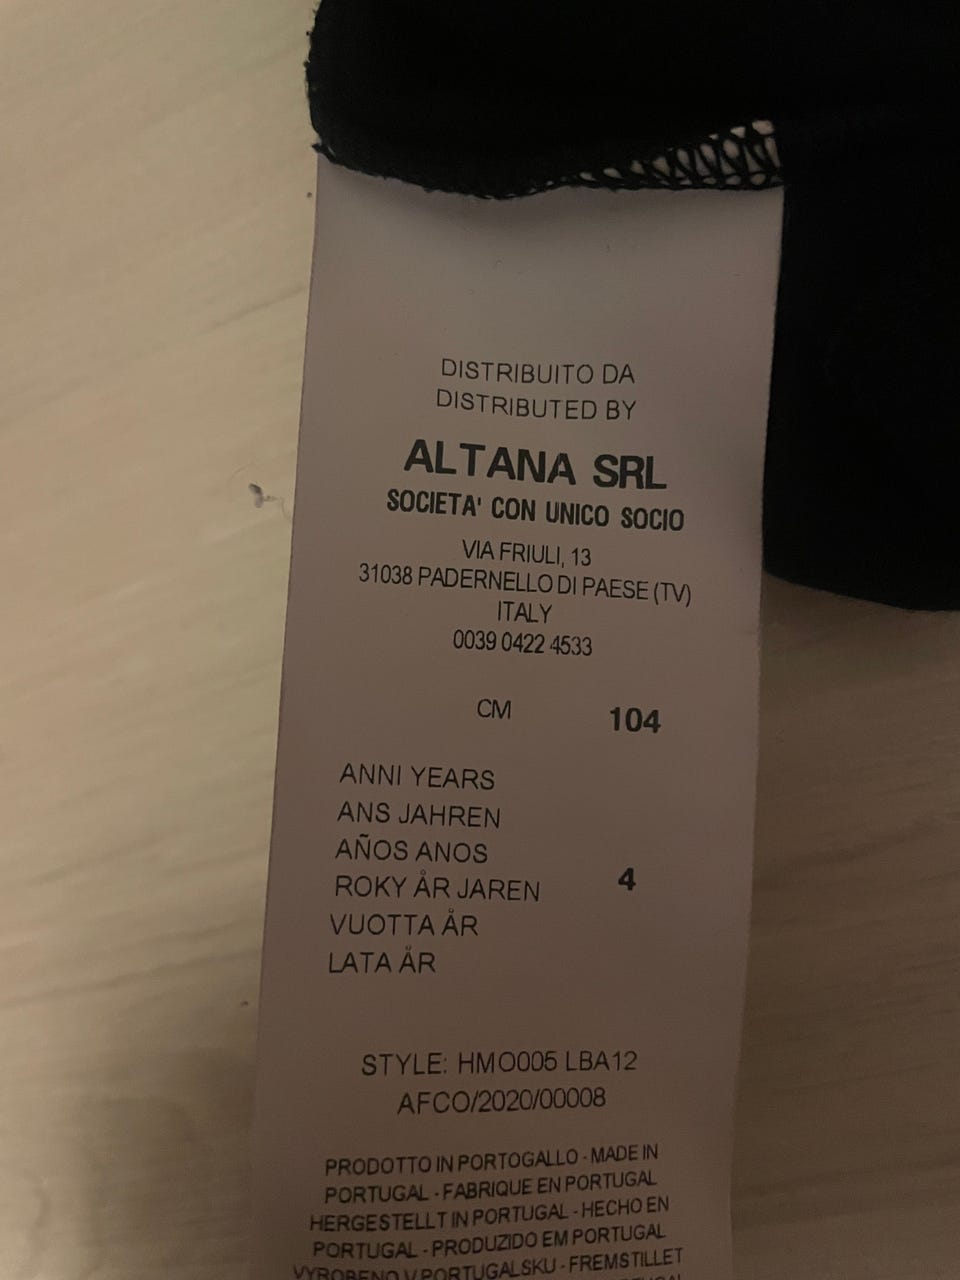 DISTRIBUITO DA
DISTRIBUTED BY
ALTANA SRL
SOCIETA' CON UNICO SOCIO
VIA FRIULI, 13
31038 PADERNELLO DI PAESE (TV)
ITALY
0039 0422 4533
CM 104
ANNI YEARS
ANS JAHREN
AÑOS ANOS
ROKY ÅR JAREN 4
VUOTTA ÅR
LATA ÅR
STYLE: HMO005 LBA12
AFCO/2020/00008
PRODOTTO IN PORTOGALLO - MADE IN
PORTUGAL - FABRIQUE EN PORTUGAL
HERGESTELLT IN PORTUGAL - HECHO EN
PORTUGAL - PRODUZIDO EM PORTUGAL
VYROBENO V PORTUGALSKU - FREMSTILLET